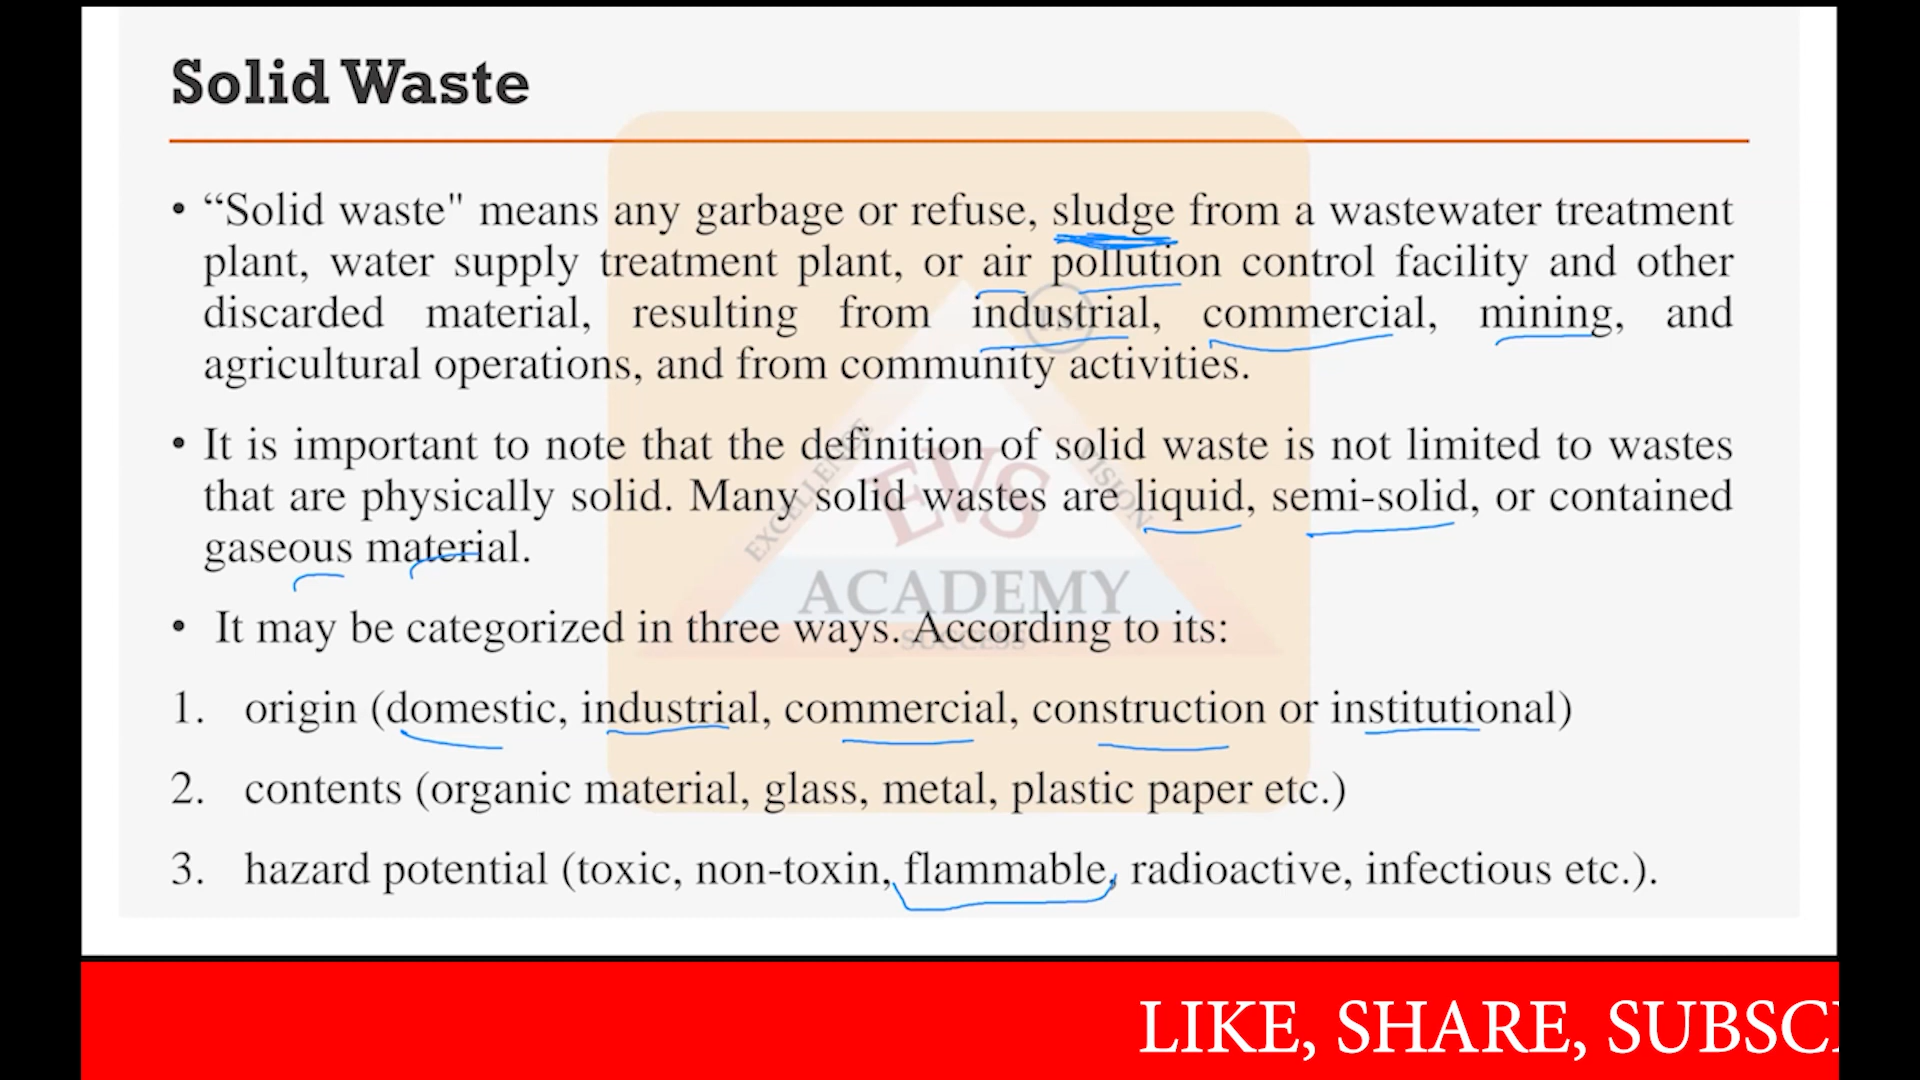 Solid Waste
• “Solid waste" means any garbage or refuse, sludge from a wastewater treatment
plant, water supply treatment plant, or air pollution control facility and other
discarded material, resulting from industrial, commercial, mining, and
agricultural operations, and from community activities.
• It is important to note that the definition of solid waste is not limited to wastes
that are physically solid. Many solid wastes are liquid, semi-solid, or contained
gaseous material.
• It may be categorized in three ways. According to its:
1. origin (domestic, industrial, commercial, construction or institutional)
2. contents (organic material, glass, metal, plastic paper etc.)
3. hazard potential (toxic, non-toxin, flammable, radioactive, infectious etc.).
EXCELLENCE
VISION
EVS
ACADEMY
SUCCESS
LIKE, SHARE, SUBSC